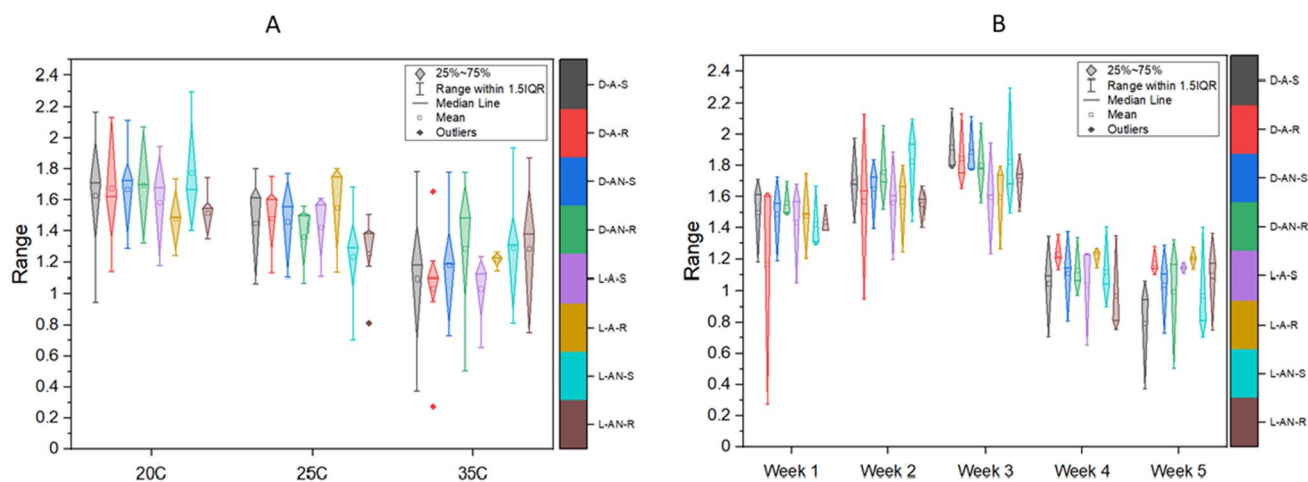 A
Range
2.4
2.2
2
1.8
1.6
1.4
1.2
1
0.8
0.6
0.4
0.2
0
20C
25C
35C
25%~75%
Range within 1.5IQR
Median Line
Mean
Outliers
D-A-S
D-A-R
D-AN-S
D-AN-R
L-A-S
L-A-R
L-AN-S
L-AN-R
B
Range
2.4
2.2
2
1.8
1.6
1.4
1.2
1
0.8
0.6
0.4
0.2
0
Week 1
Week 2
Week 3
Week 4
Week 5
25%~75%
Range within 1.5IQR
Median Line
Mean
Outliers
D-A-S
D-A-R
D-AN-S
D-AN-R
L-A-S
L-A-R
L-AN-S
L-AN-R